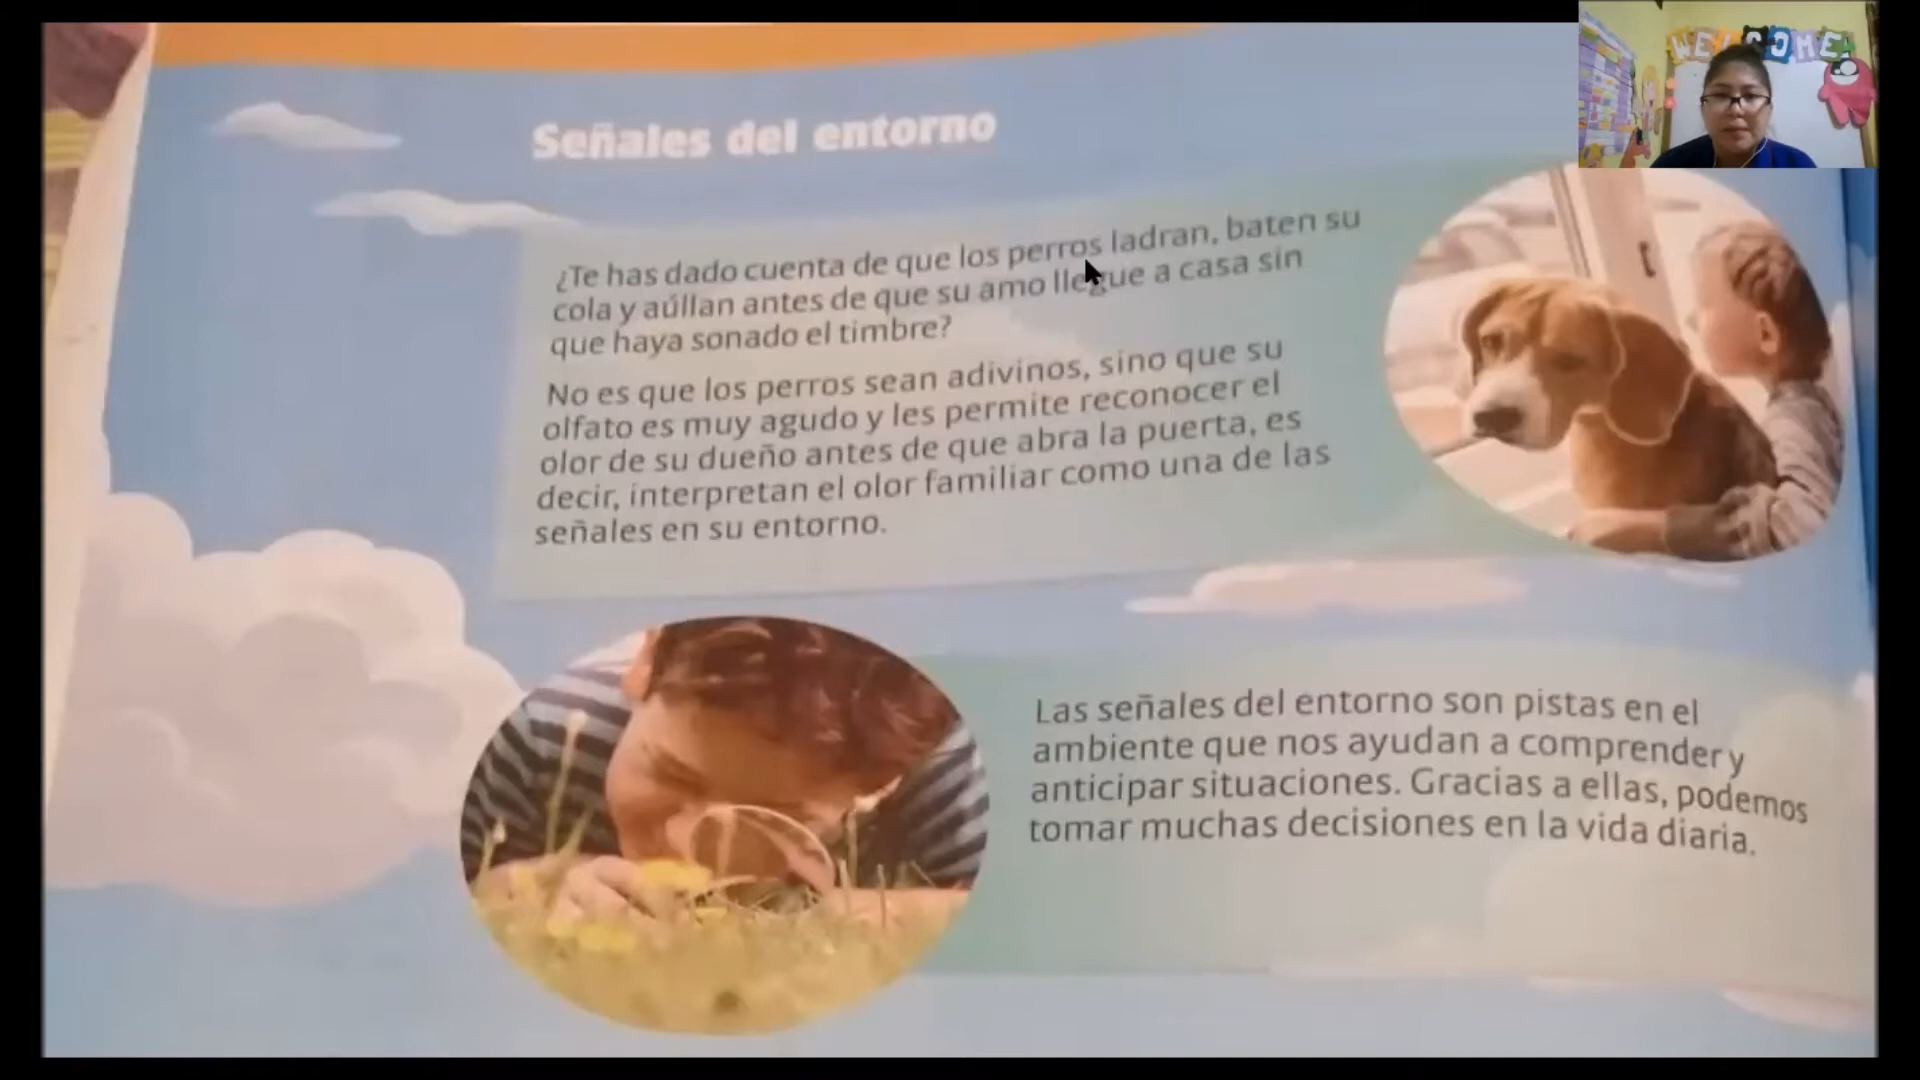 WELCOME
Señales del entorno
¿Te has dado cuenta de que los perros ladran, baten su
cola y aúllan antes de que su amo llegue a casa sin
que haya sonado el timbre?
No es que los perros sean adivinos, sino que su
olfato es muy agudo y les permite reconocer el
olor de su dueño antes de que abra la puerta, es
decir, interpretan el olor familiar como una de las
señales en su entorno.
Las señales del entorno son pistas en el
ambiente que nos ayudan a comprender y
anticipar situaciones. Gracias a ellas, podemos
tomar muchas decisiones en la vida diaria.